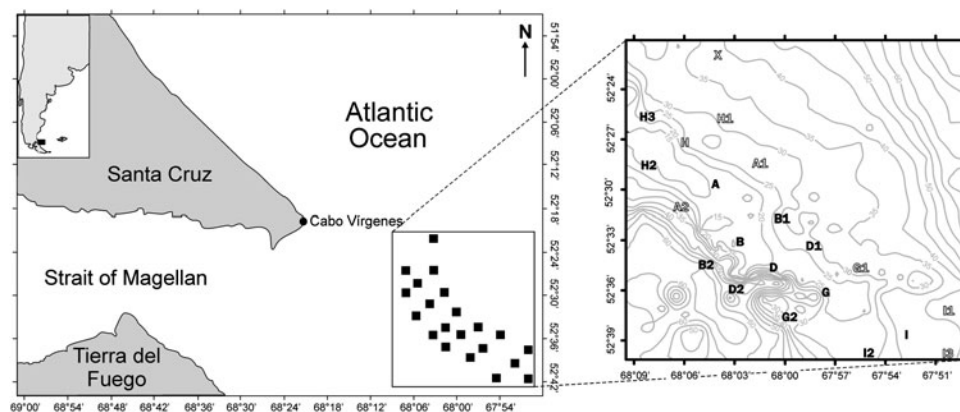 N
Atlantic
Ocean
Santa Cruz
Cabo Vírgenes
Strait of Magellan
Tierra del
Fuego
51°54'
52°00'
52°06'
52°12'
52°18'
52°24'
52°30'
52°36'
52°42'
69°00' 68°54' 68°48' 68°42' 68°36' 68°30' 68°24' 68°12' 68°06' 68°00' 67°54'
52°24'
52°27'
52°30'
52°33'
52°36'
52°39'
X
H3
H1
H
H2
A1
A
A2
B1
B
D1
B2
D
G1
D2
G
G2
I1
I
I2
I3
68°09' 68°06' 68°03' 68°00' 67°57' 67°54' 67°51'